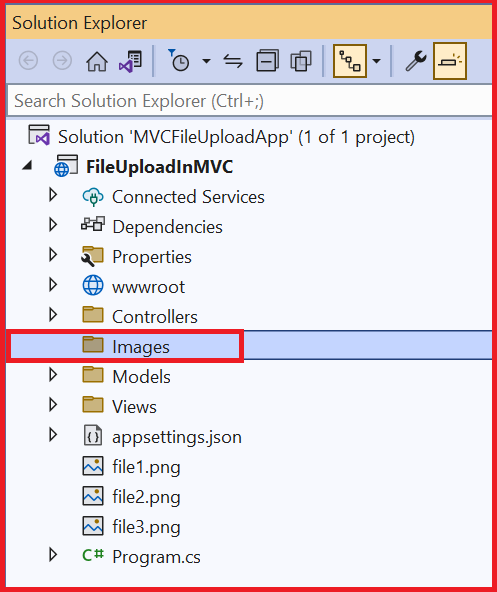 Solution Explorer
Search Solution Explorer (Ctrl+;)
Solution 'MVCFileUploadApp' (1 of 1 project)
FileUploadInMVC
Connected Services
Dependencies
Properties
wwwroot
Controllers
Images
Models
Views
appsettings.json
file1.png
file2.png
file3.png
C# Program.cs